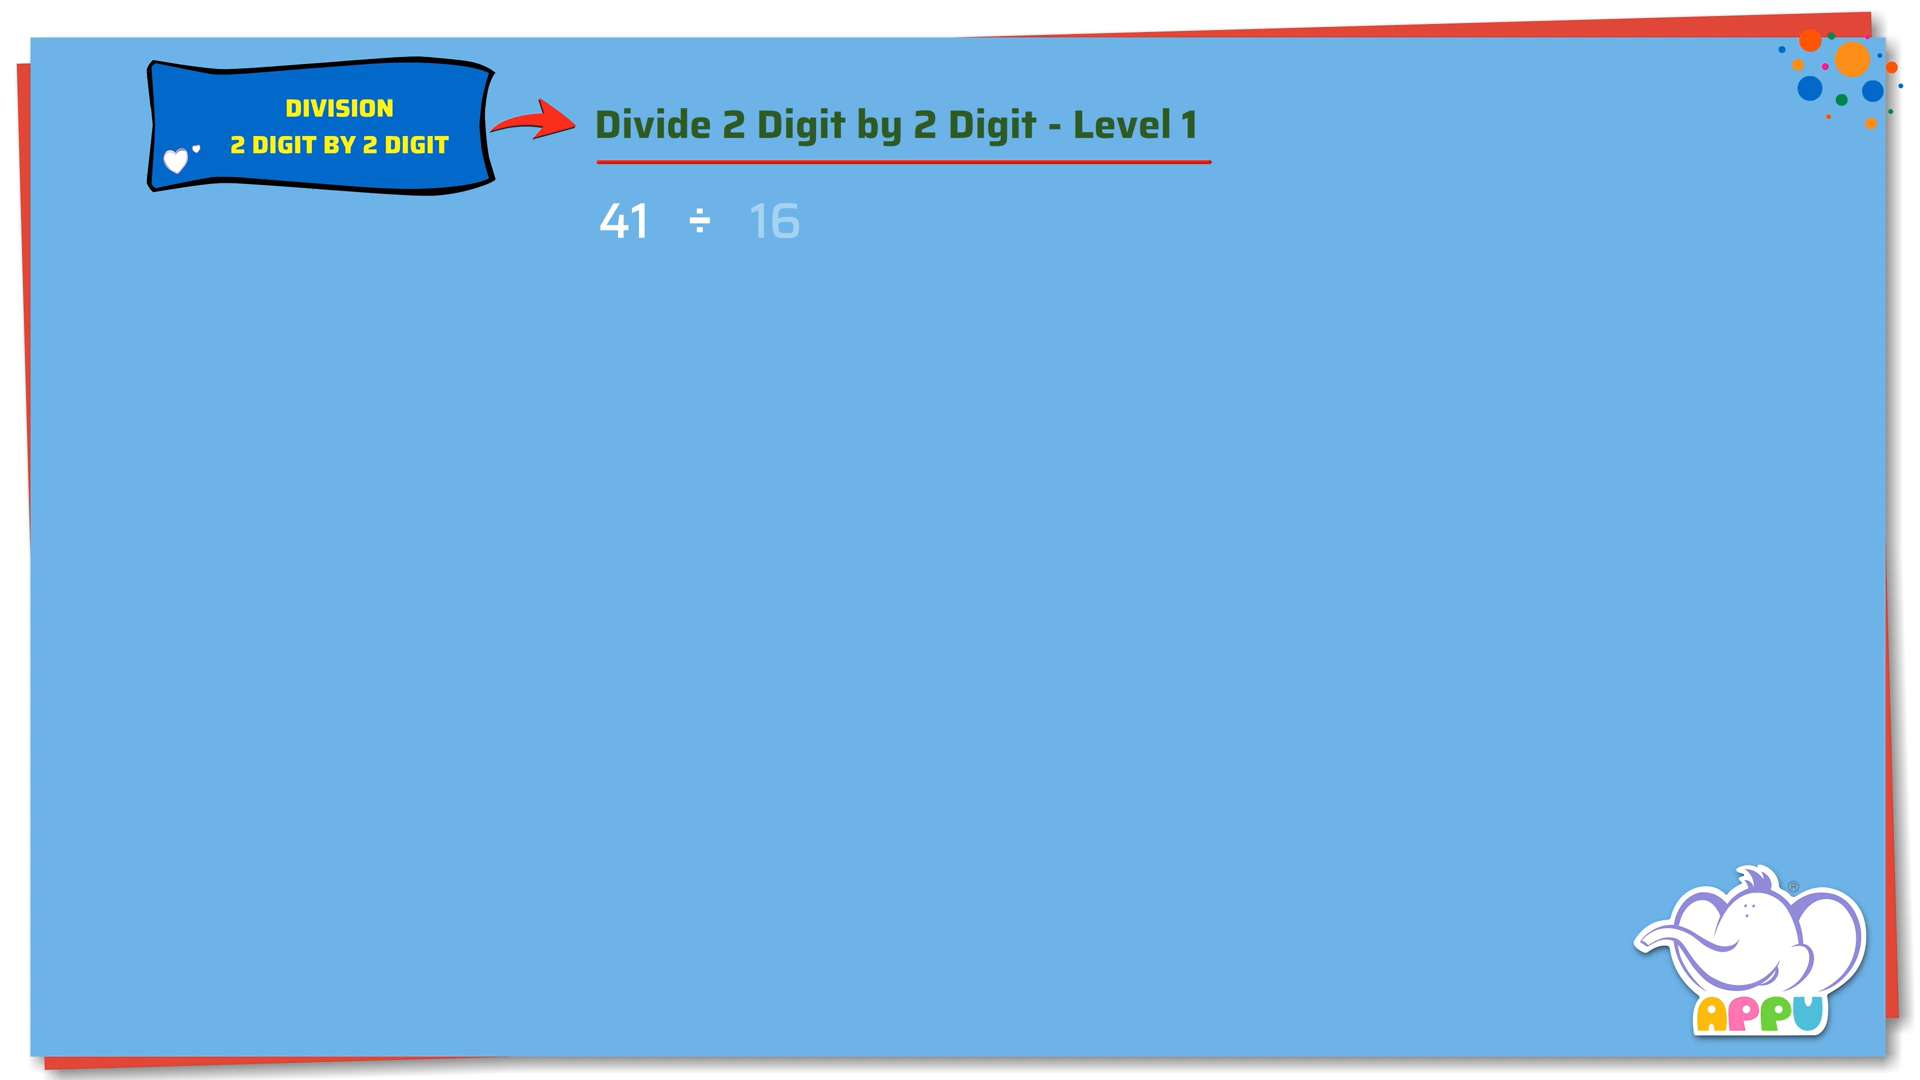 DIVISION
2 DIGIT BY 2 DIGIT
Divide 2 Digit by 2 Digit - Level 1
41 ÷ 16
®
APPU